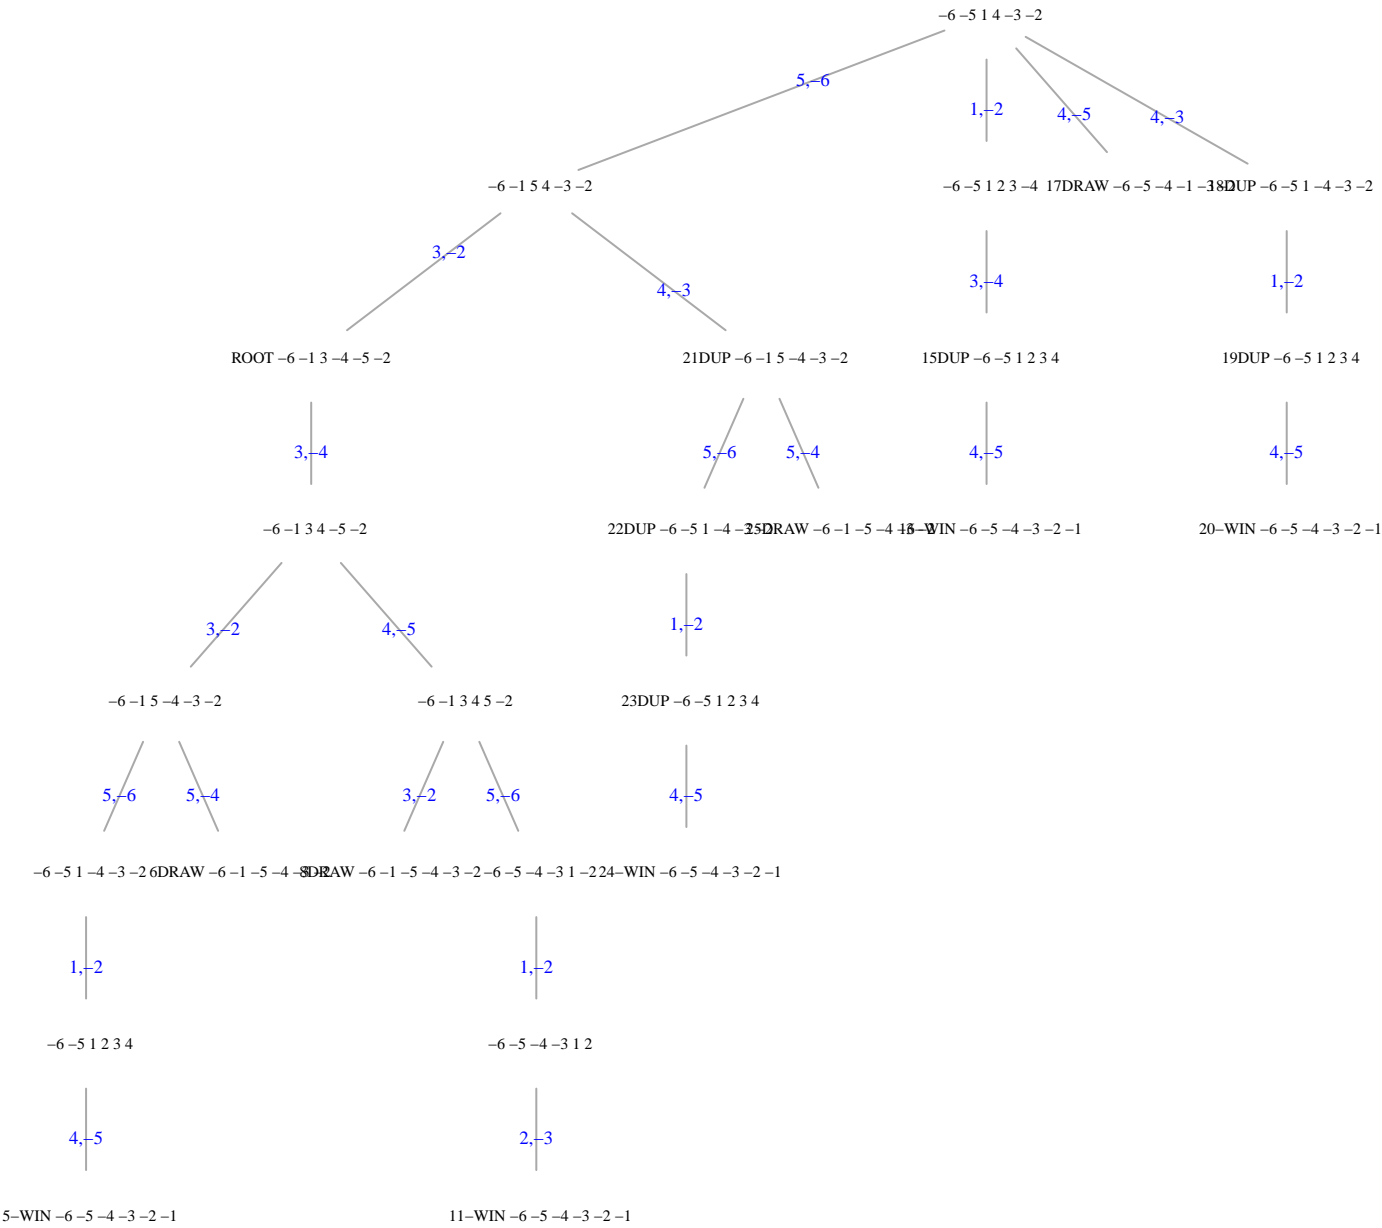 –6 –5 1 4 –3 –2
5,–6
1,–2
4,–5
4,–3
–6 –1 5 4 –3 –2
–6 –5 1 2 3 –4
17DRAW –6 –5 –4 –1 –3 –2
18DUP –6 –5 1 –4 –3 –2
3,–2
4,–3
3,–4
1,–2
ROOT –6 –1 3 –4 –5 –2
21DUP –6 –1 5 –4 –3 –2
15DUP –6 –5 1 2 3 4
19DUP –6 –5 1 2 3 4
3,–4
5,–6
5,–4
4,–5
4,–5
–6 –1 3 4 –5 –2
22DUP –6 –5 1 –4 –3 –2
25–DRAW –6 –1 –5 –4 –3 –2
16–WIN –6 –5 –4 –3 –2 –1
20–WIN –6 –5 –4 –3 –2 –1
3,–2
4,–5
1,–2
–6 –1 5 –4 –3 –2
–6 –1 3 4 5 –2
23DUP –6 –5 1 2 3 4
5,–6
5,–4
3,–2
5,–6
4,–5
–6 –5 1 –4 –3 –2
6DRAW –6 –1 –5 –4 –3 –2
8DRAW –6 –1 –5 –4 –3 –2
–6 –5 –4 –3 1 –2
24–WIN –6 –5 –4 –3 –2 –1
1,–2
1,–2
–6 –5 1 2 3 4
–6 –5 –4 –3 1 2
4,–5
2,–3
5–WIN –6 –5 –4 –3 –2 –1
11–WIN –6 –5 –4 –3 –2 –1